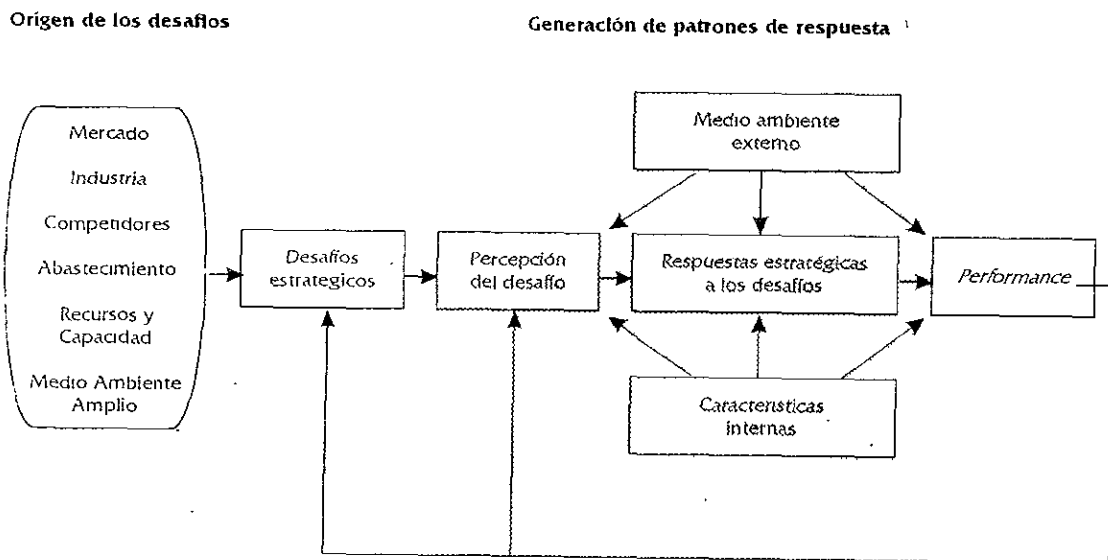 Origen de los desafíos
Generación de patrones de respuesta
Mercado
Industria
Competidores
Abastecimiento
Recursos y
Capacidad
Medio Ambiente
Amplio
Desafíos
estrategicos
Percepción
del desafío
Medio ambiente
externo
Respuestas estratégicas
a los desafíos
Caracteristicas
internas
Performance